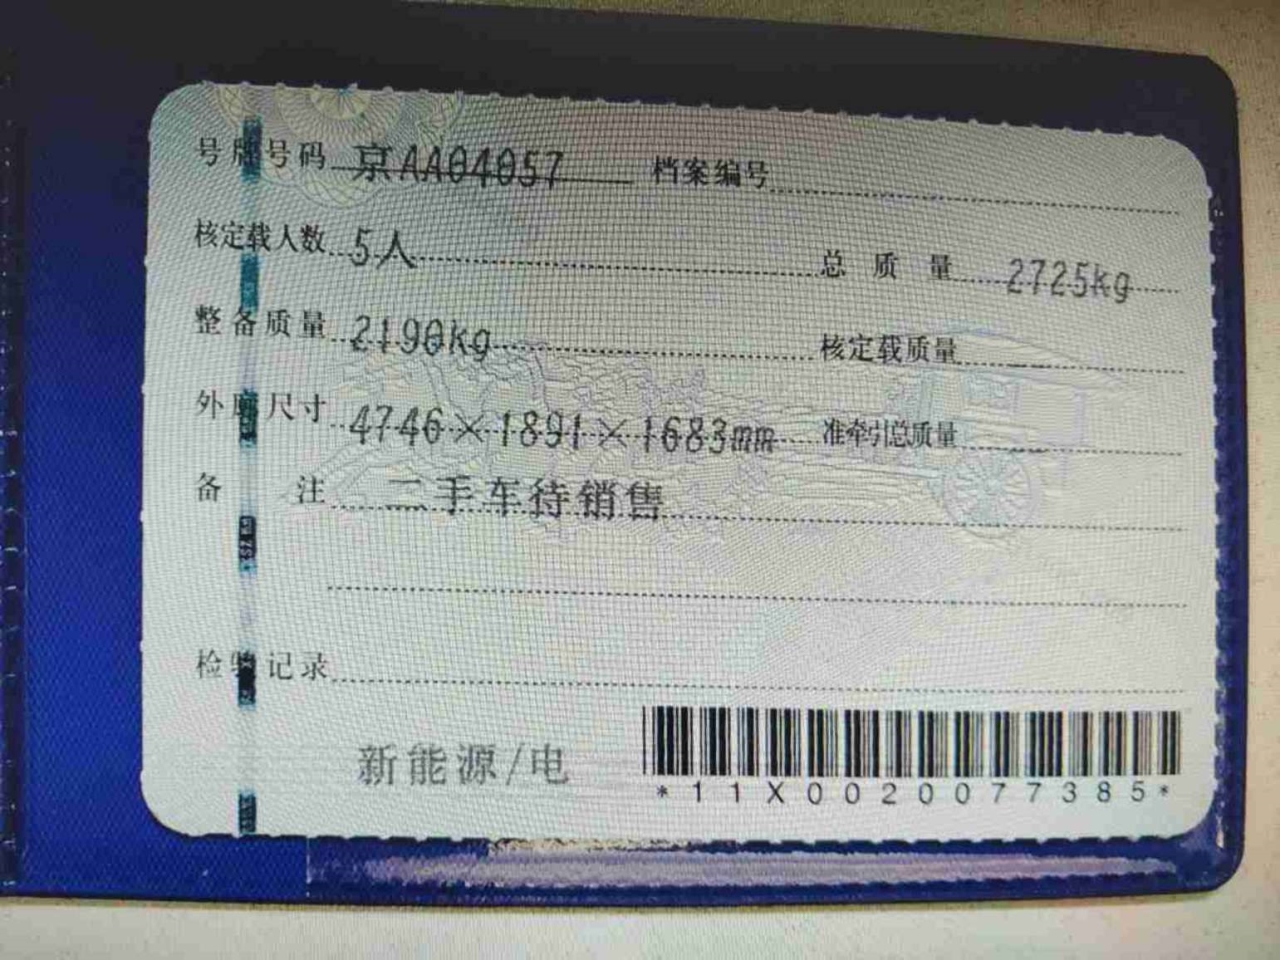 号牌号码 京AA04057 档案编号
核定载人数 5人 总质量 2725kg
整备质量 2190kg 核定载质量
外廓尺寸 4746×1891×1683mm 准牵引总质量
备注 二手车待销售
检验记录
新能源/电
*11X0020077385*